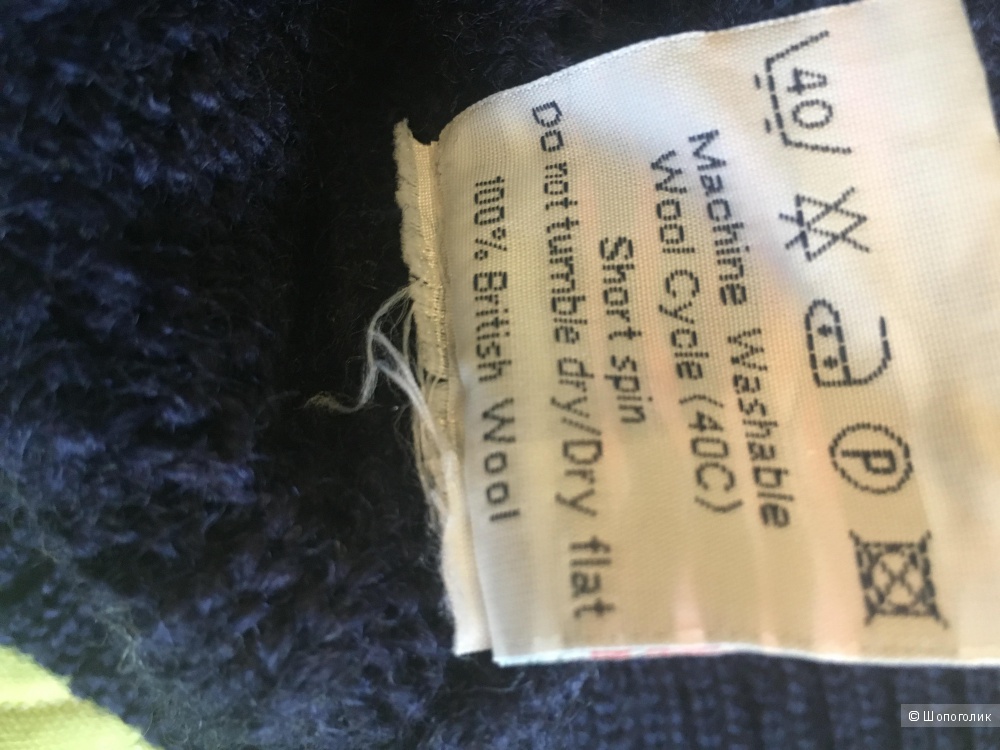 40
P
Machine Washable
Wool Cycle (40C)
Short spin
Do not tumble dry/Dry flat
100% British Wool
© Шопоголик